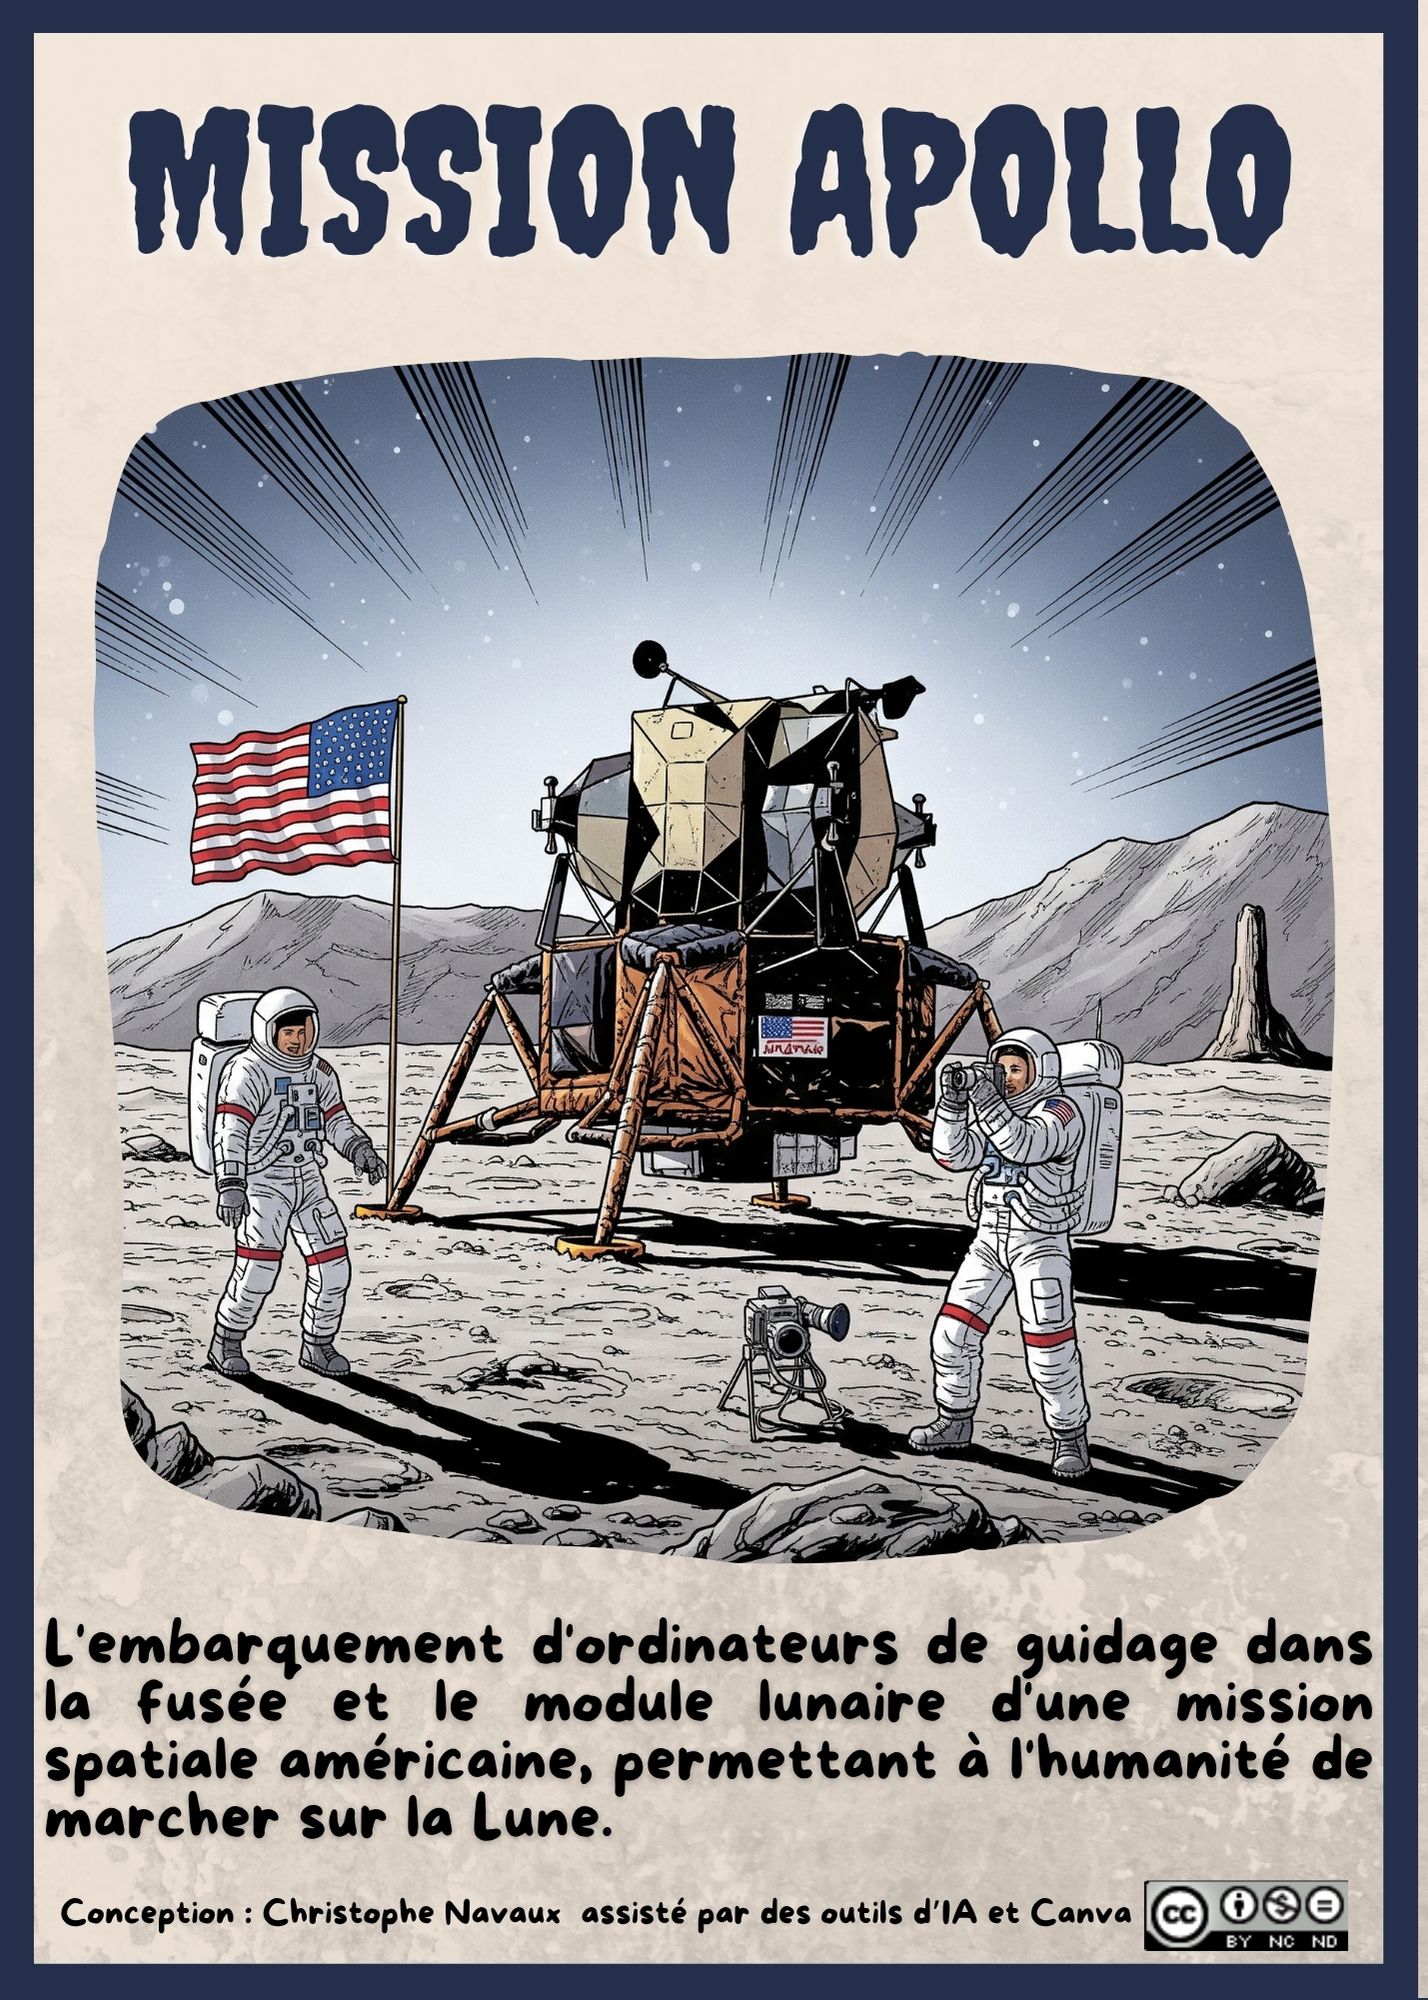 MISSION APOLLO
L'embarquement d'ordinateurs de guidage dans
la fusée et le module lunaire d'une mission
spatiale américaine, permettant à l'humanité de
marcher sur la Lune.
Conception : Christophe Navaux assisté par des outils d'IA et Canva
cc
BY NC ND